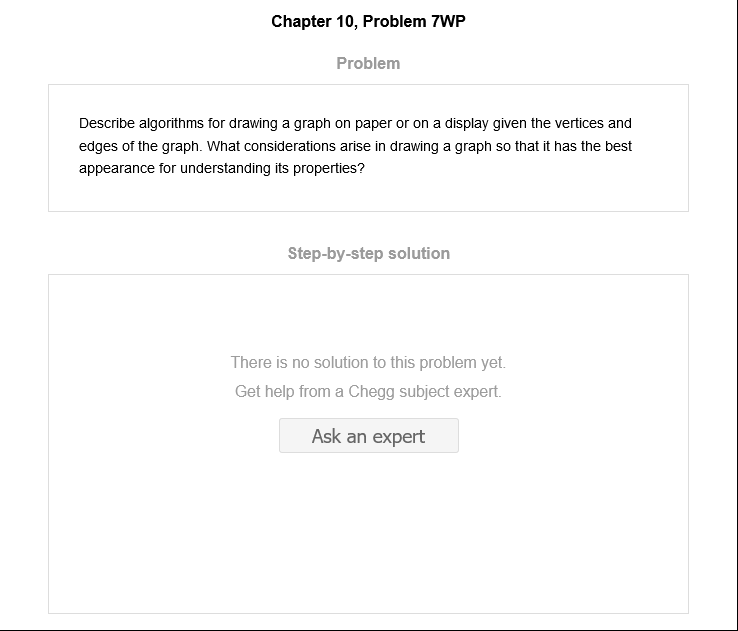 Chapter 10, Problem 7WP
Problem
Describe algorithms for drawing a graph on paper or on a display given the vertices and
edges of the graph. What considerations arise in drawing a graph so that it has the best
appearance for understanding its properties?
Step-by-step solution
There is no solution to this problem yet.
Get help from a Chegg subject expert.
Ask an expert